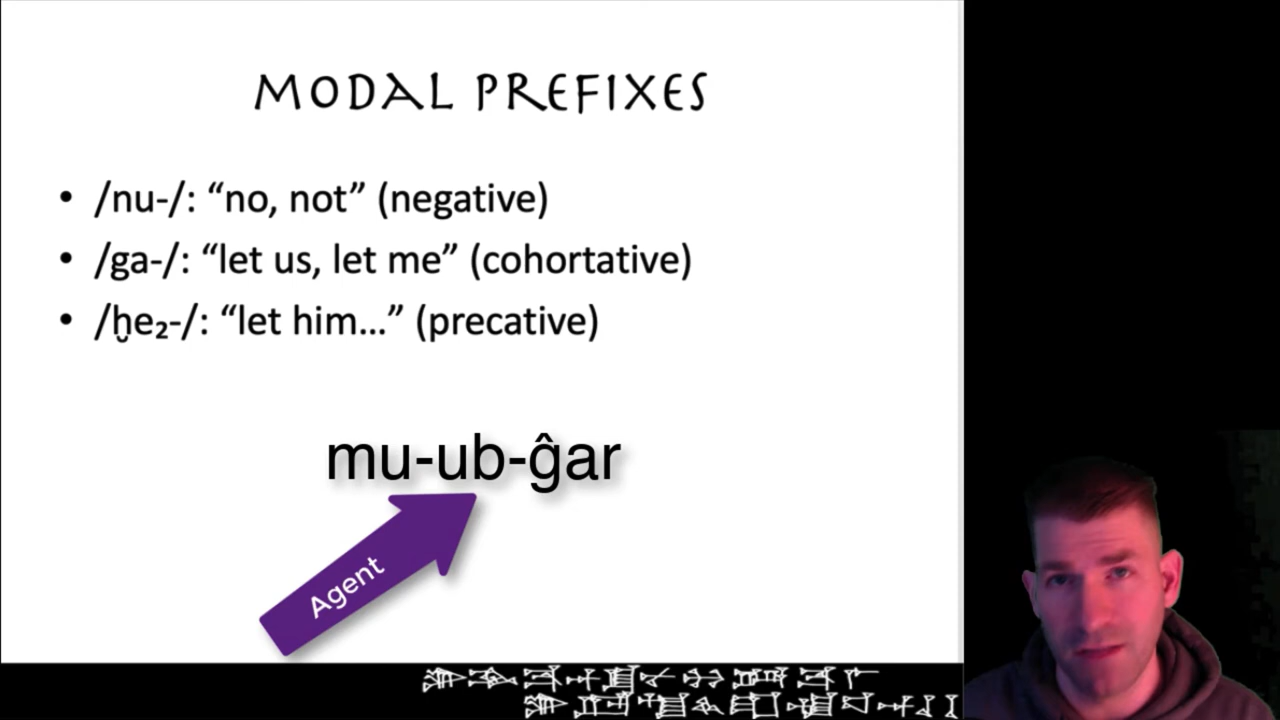 MODAL PREFIXES
• /nu-/: “no, not” (negative)
• /ga-/: “let us, let me” (cohortative)
• /ḫe₂-/: “let him…” (precative)
mu-ub-ĝar
Agent